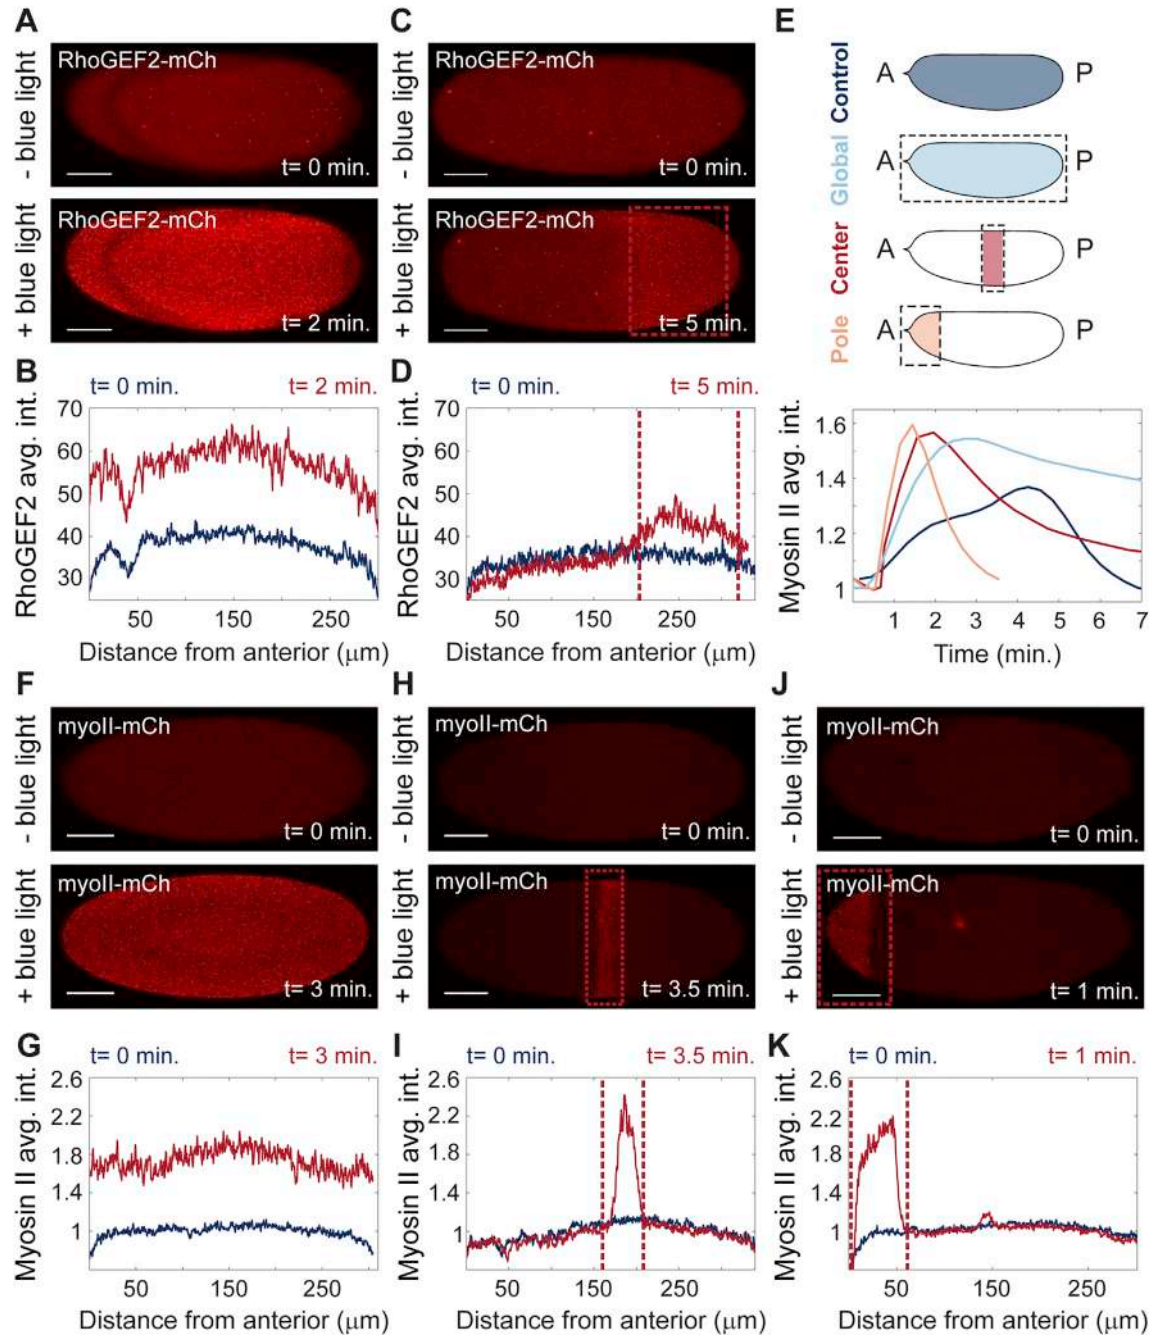 A
- blue light
RhoGEF2-mCh
t= 0 min.
+ blue light
RhoGEF2-mCh
t= 2 min.
B
t= 0 min.
t= 2 min.
RhoGEF2 avg. int.
70
60
50
40
30
50
150
250
Distance from anterior (μm)
C
- blue light
RhoGEF2-mCh
t= 0 min.
+ blue light
RhoGEF2-mCh
t= 5 min.
D
t= 0 min.
t= 5 min.
RhoGEF2 avg. int.
70
60
50
40
30
50
150
250
Distance from anterior (μm)
E
Control
A
P
Global
A
P
Center
A
P
Pole
A
P
Myosin II avg. int.
1.6
1.4
1.2
1
1
2
3
4
5
6
7
Time (min.)
F
- blue light
myoII-mCh
t= 0 min.
+ blue light
myoII-mCh
t= 3 min.
G
t= 0 min.
t= 3 min.
Myosin II avg. int.
2.6
2.2
1.8
1.4
1
50
150
250
Distance from anterior (μm)
H
- blue light
myoII-mCh
t= 0 min.
+ blue light
myoII-mCh
t= 3.5 min.
I
t= 0 min.
t= 3.5 min.
Myosin II avg. int.
2.6
2.2
1.8
1.4
1
50
150
250
Distance from anterior (μm)
J
- blue light
myoII-mCh
t= 0 min.
+ blue light
myoII-mCh
t= 1 min.
K
t= 0 min.
t= 1 min.
Myosin II avg. int.
2.6
2.2
1.8
1.4
1
50
150
250
Distance from anterior (μm)